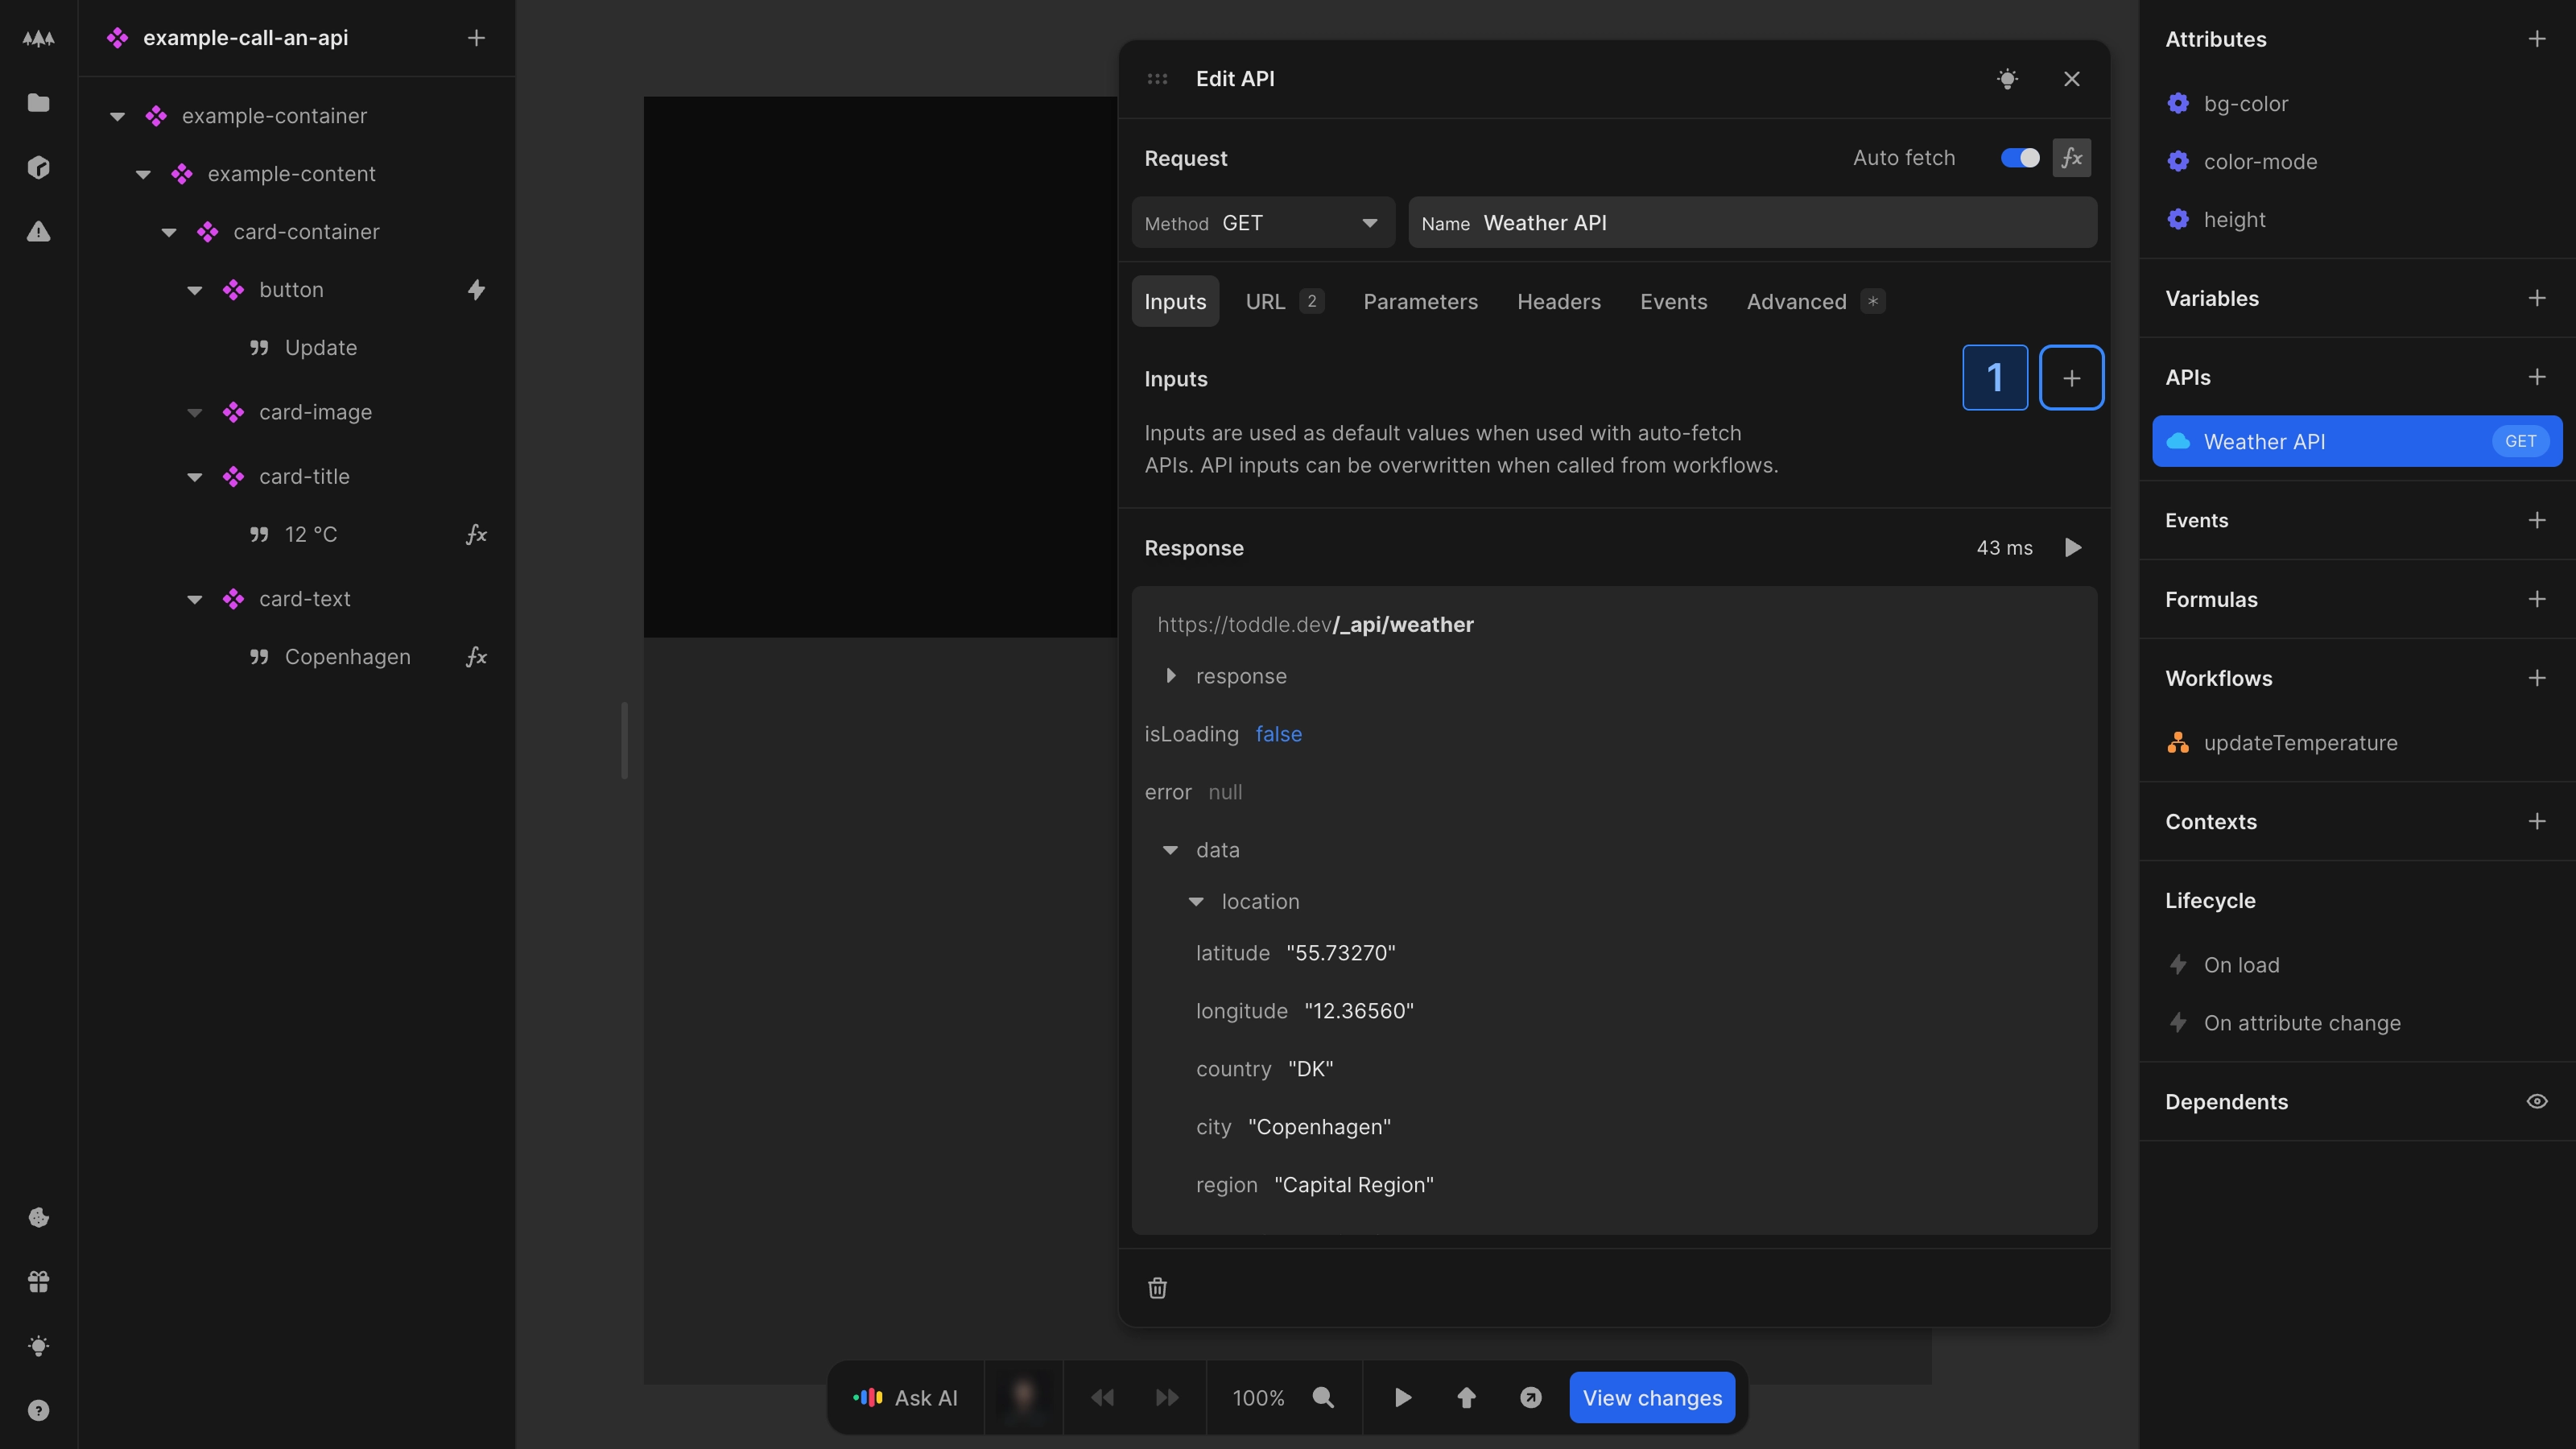 example-call-an-api
example-container
example-content
card-container
button
Update
card-image
card-title
12 °C
fx
card-text
Copenhagen
fx
Edit API
Request
Auto fetch
fx
Method GET
Name Weather API
Inputs
URL 2
Parameters
Headers
Events
Advanced *
Inputs
1
Inputs are used as default values when used with auto-fetch
APIs. API inputs can be overwritten when called from workflows.
Response
43 ms
https://toddle.dev/_api/weather
response
isLoading false
error null
data
location
latitude "55.73270"
longitude "12.36560"
country "DK"
city "Copenhagen"
region "Capital Region"
Ask AI
100%
View changes
Attributes
bg-color
color-mode
height
Variables
APIs
Weather API GET
Events
Formulas
Workflows
updateTemperature
Contexts
Lifecycle
On load
On attribute change
Dependents